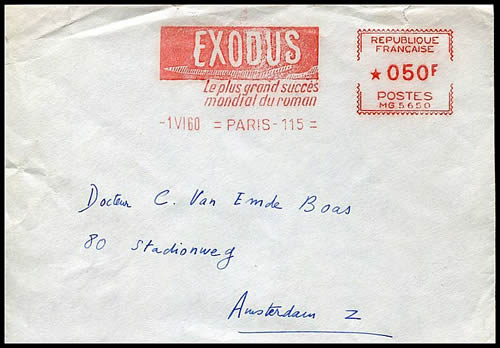 EXODUS
Le plus grand succès
mondial du roman
-1 VI 60 = PARIS - 115 =
REPUBLIQUE
FRANÇAISE
★ 050F
POSTES
MG 5650
Docteur C. Van Emde Boas
80 Stadionweg
Amsterdam Z